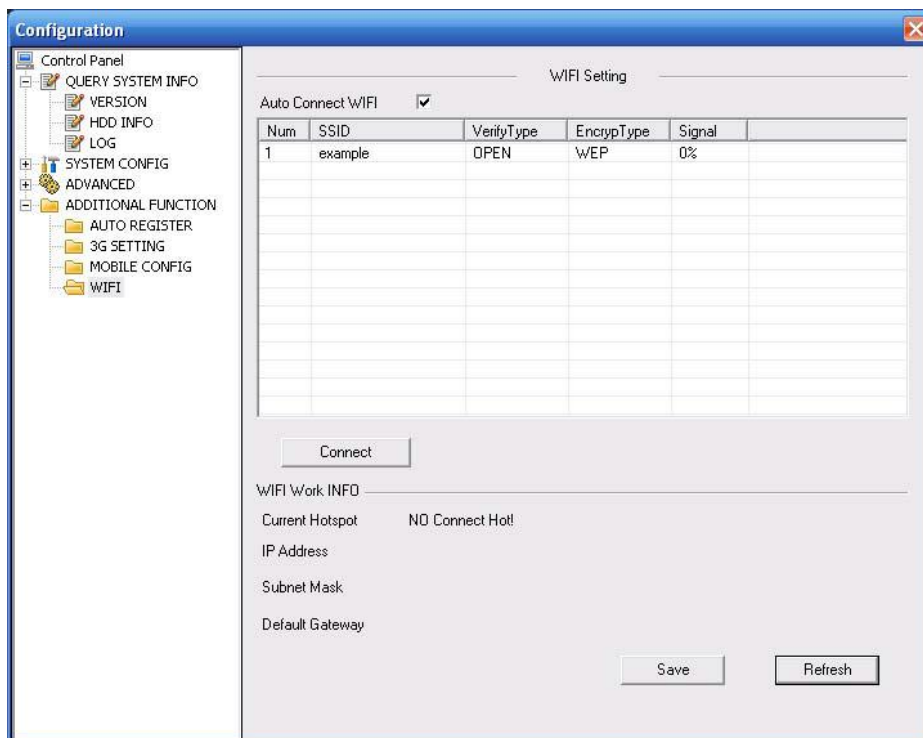 Configuration
Control Panel
QUERY SYSTEM INFO
VERSION
HDD INFO
LOG
SYSTEM CONFIG
ADVANCED
ADDITIONAL FUNCTION
AUTO REGISTER
3G SETTING
MOBILE CONFIG
WIFI
WIFI Setting
Auto Connect WIFI
Num SSID VerifyType EncrypType Signal
1 example OPEN WEP 0%
Connect
WIFI Work INFO
Current Hotspot NO Connect Hot!
IP Address
Subnet Mask
Default Gateway
Save Refresh